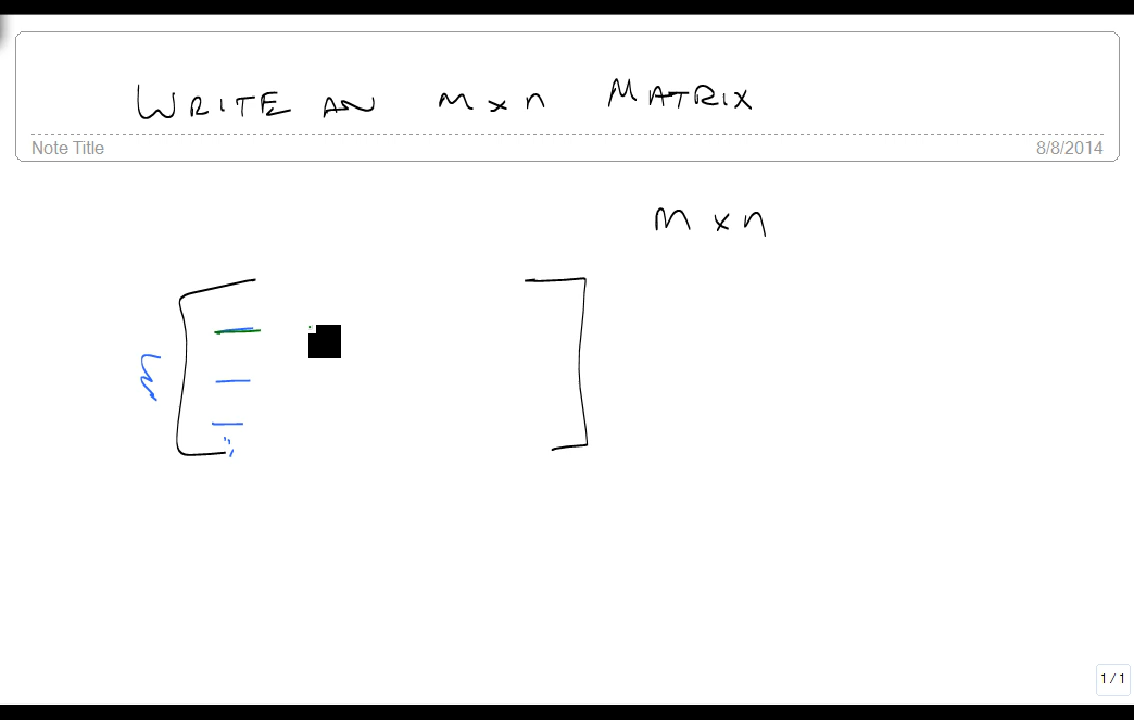 WRITE AN m x n MATRIX
Note Title
8/8/2014
m x n
m
1/1